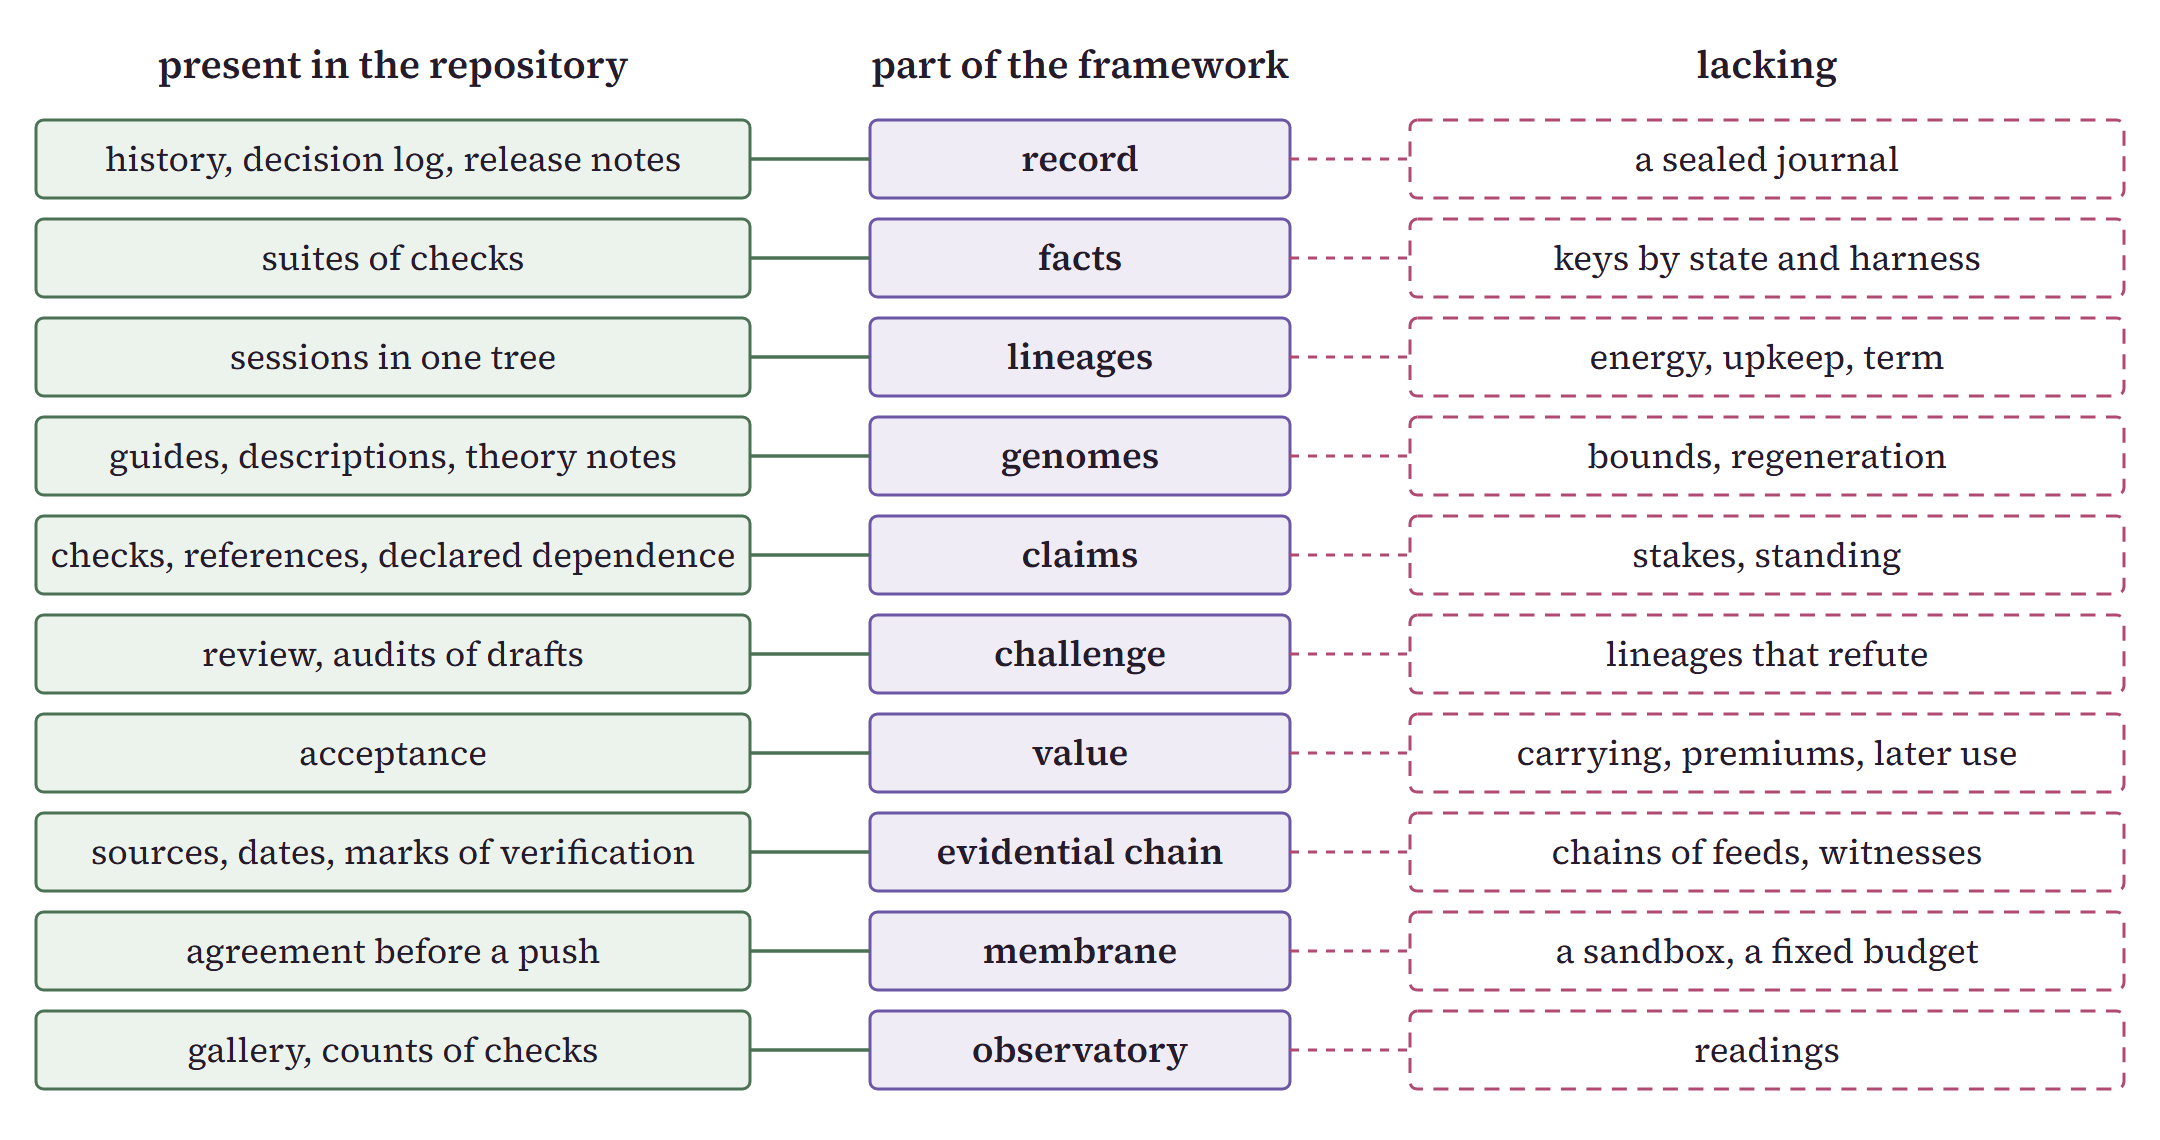 present in the repository part of the framework lacking
history, decision log, release notes record a sealed journal
suites of checks facts keys by state and harness
sessions in one tree lineages energy, upkeep, term
guides, descriptions, theory notes genomes bounds, regeneration
checks, references, declared dependence claims stakes, standing
review, audits of drafts challenge lineages that refute
acceptance value carrying, premiums, later use
sources, dates, marks of verification evidential chain chains of feeds, witnesses
agreement before a push membrane a sandbox, a fixed budget
gallery, counts of checks observatory readings